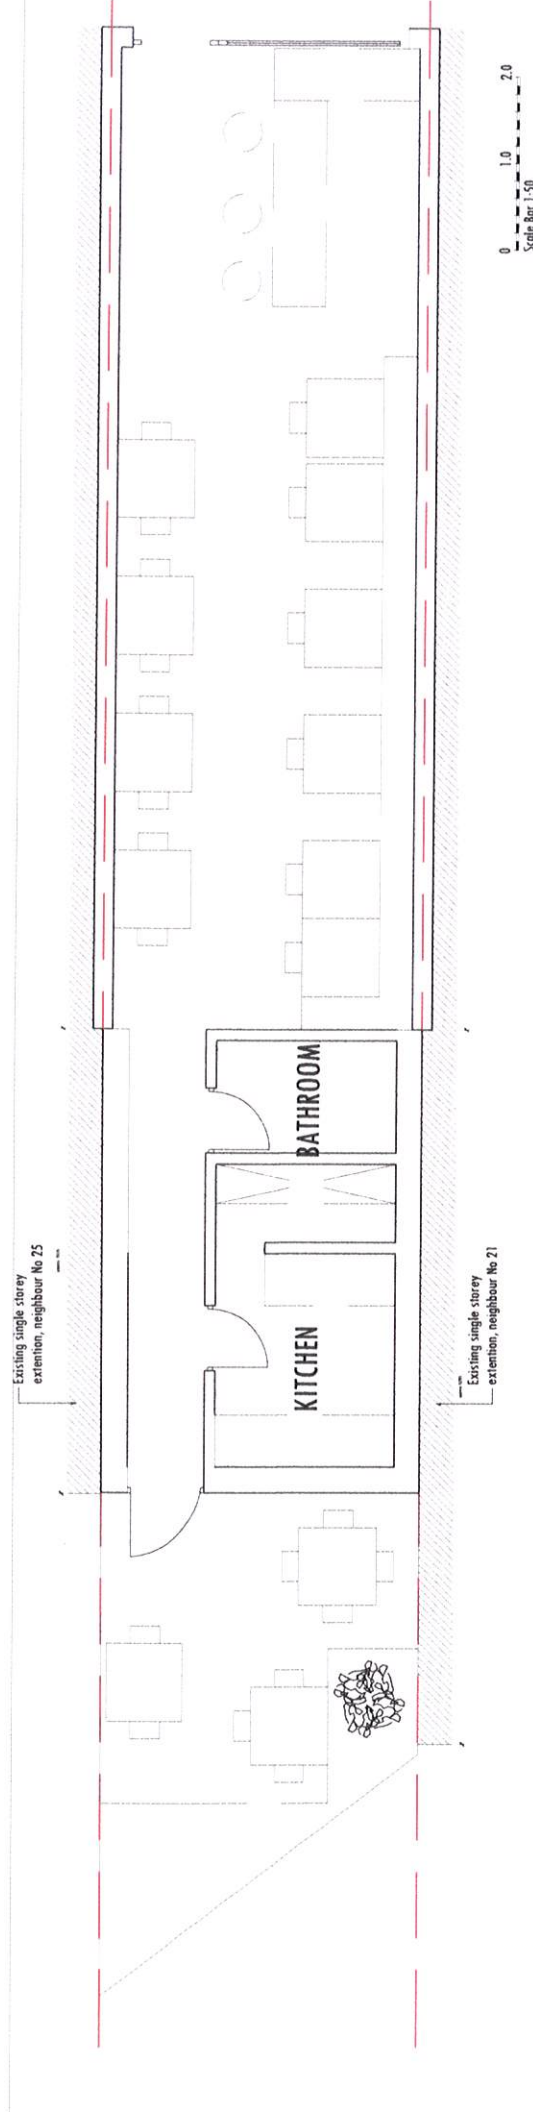 Existing single storey
extention, neighbour No 25
KITCHEN
BATHROOM
Existing single storey
extention, neighbour No 21
0 1.0 2.0
Scale Bar 1-50